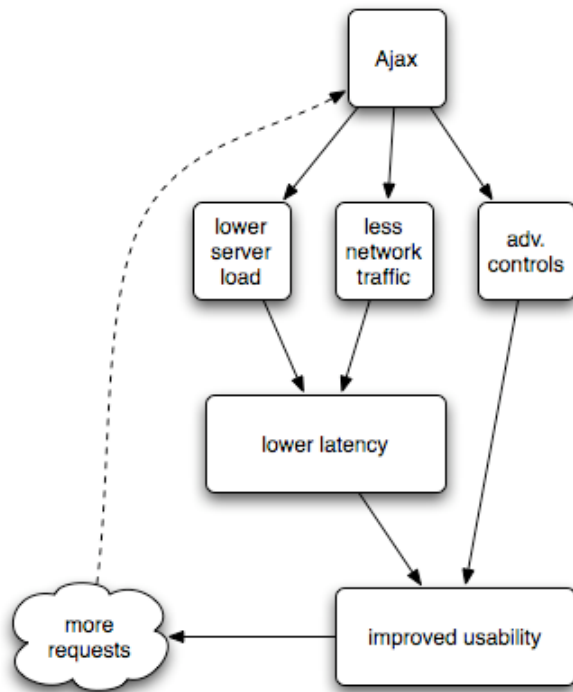 Ajax
lower
server
load
less
network
traffic
adv.
controls
lower latency
more
requests
improved usability